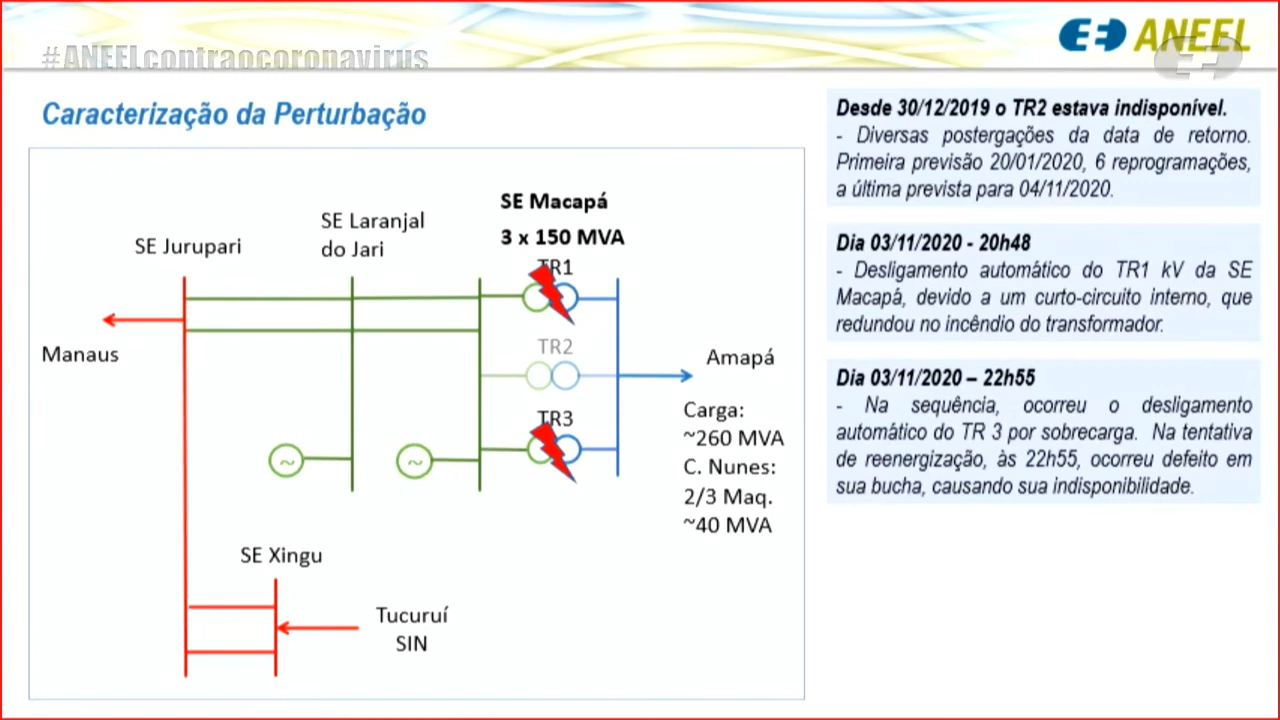 #ANEELcontraocoronavirus
ANEEL
Caracterização da Perturbação
SE Macapá
3 x 150 MVA
SE Laranjal
do Jari
SE Jurupari
TR1
Manaus
TR2
Amapá
TR3
Carga:
~260 MVA
C. Nunes:
2/3 Maq.
~40 MVA
~
~
SE Xingu
Tucuruí
SIN
Desde 30/12/2019 o TR2 estava indisponível.
- Diversas postergações da data de retorno.
Primeira previsão 20/01/2020, 6 reprogramações,
a última prevista para 04/11/2020.
Dia 03/11/2020 - 20h48
- Desligamento automático do TR1 kV da SE
Macapá, devido a um curto-circuito interno, que
redundou no incêndio do transformador.
Dia 03/11/2020 – 22h55
- Na sequência, ocorreu o desligamento
automático do TR 3 por sobrecarga. Na tentativa
de reenergização, às 22h55, ocorreu defeito em
sua bucha, causando sua indisponibilidade.